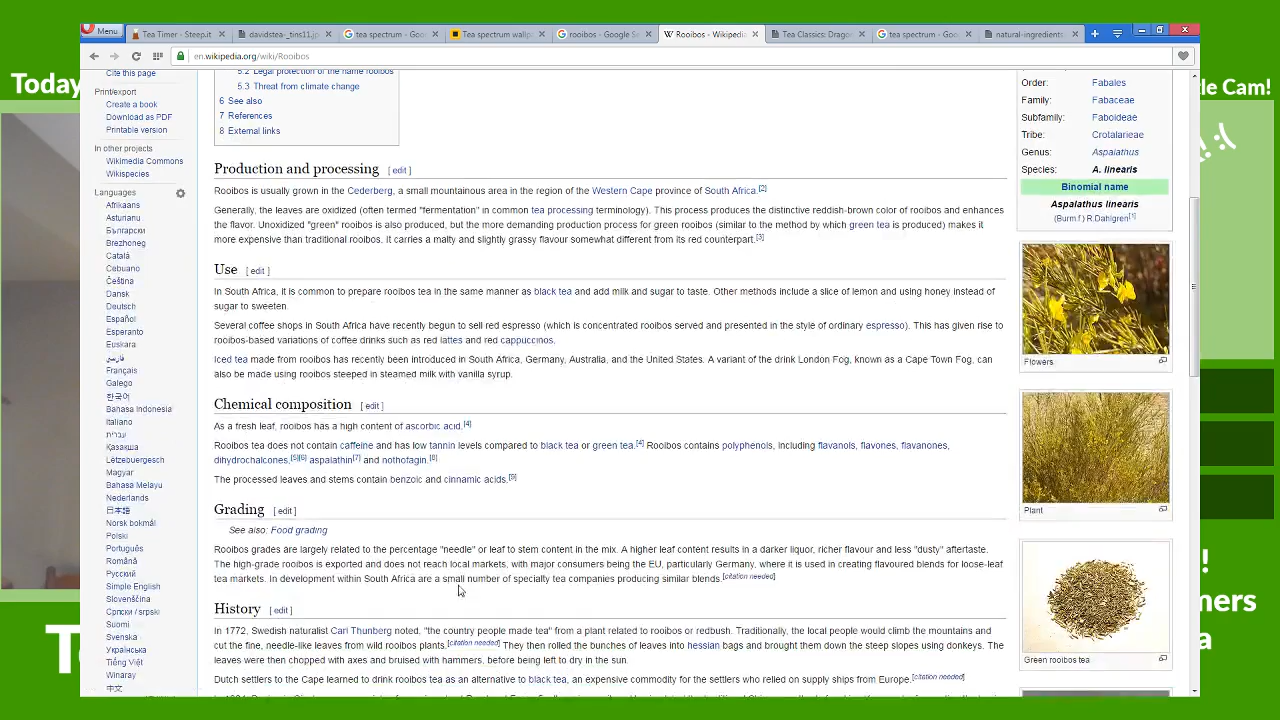 Menu
Tea Timer - Steep.it
davidstea-_tins11.jp
tea spectrum - Goo
Tea spectrum wallp
rooibos - Google Se
Rooibos - Wikipedi
Tea Classics: Drago
tea spectrum - Goo
natural-ingredients
en.wikipedia.org/wiki/Rooibos
Today
tle Cam!
Cite this page
Print/export
Create a book
Download as PDF
Printable version
In other projects
Wikimedia Commons
Wikispecies
Languages
Afrikaans
Asturianu
Български
Brezhoneg
Català
Cebuano
Čeština
Dansk
Deutsch
Español
Esperanto
Euskara
فارسی
Français
Galego
한국어
Bahasa Indonesia
Italiano
עברית
Қазақша
Lëtzebuergesch
Magyar
Bahasa Melayu
Nederlands
日本語
Norsk bokmål
Polski
Português
Română
Русский
Simple English
Slovenščina
Српски / srpski
Suomi
Svenska
Українська
Tiếng Việt
Winaray
中文
5.2 Legal protection of the name rooibos
5.3 Threat from climate change
6 See also
7 References
8 External links
Production and processing [ edit ]
Rooibos is usually grown in the Cederberg, a small mountainous area in the region of the Western Cape province of South Africa.[2]
Generally, the leaves are oxidized (often termed "fermentation" in common tea processing terminology). This process produces the distinctive reddish-brown color of rooibos and enhances
the flavor. Unoxidized "green" rooibos is also produced, but the more demanding production process for green rooibos (similar to the method by which green tea is produced) makes it
more expensive than traditional rooibos. It carries a malty and slightly grassy flavour somewhat different from its red counterpart.[3]
Use [ edit ]
In South Africa, it is common to prepare rooibos tea in the same manner as black tea and add milk and sugar to taste. Other methods include a slice of lemon and using honey instead of
sugar to sweeten.
Several coffee shops in South Africa have recently begun to sell red espresso (which is concentrated rooibos served and presented in the style of ordinary espresso). This has given rise to
rooibos-based variations of coffee drinks such as red lattes and red cappuccinos.
Iced tea made from rooibos has recently been introduced in South Africa, Germany, Australia, and the United States. A variant of the drink London Fog, known as a Cape Town Fog, can
also be made using rooibos steeped in steamed milk with vanilla syrup.
Chemical composition [ edit ]
As a fresh leaf, rooibos has a high content of ascorbic acid.[4]
Rooibos tea does not contain caffeine and has low tannin levels compared to black tea or green tea.[4] Rooibos contains polyphenols, including flavanols, flavones, flavanones,
dihydrochalcones,[5][6] aspalathin[7] and nothofagin.[8]
The processed leaves and stems contain benzoic and cinnamic acids.[9]
Grading [ edit ]
See also: Food grading
Rooibos grades are largely related to the percentage "needle" or leaf to stem content in the mix. A higher leaf content results in a darker liquor, richer flavour and less "dusty" aftertaste.
The high-grade rooibos is exported and does not reach local markets, with major consumers being the EU, particularly Germany, where it is used in creating flavoured blends for loose-leaf
tea markets. In development within South Africa are a small number of specialty tea companies producing similar blends.[citation needed]
History [ edit ]
In 1772, Swedish naturalist Carl Thunberg noted, "the country people made tea" from a plant related to rooibos or redbush. Traditionally, the local people would climb the mountains and
cut the fine, needle-like leaves from wild rooibos plants.[citation needed] They then rolled the bunches of leaves into hessian bags and brought them down the steep slopes using donkeys. The
leaves were then chopped with axes and bruised with hammers, before being left to dry in the sun.
Dutch settlers to the Cape learned to drink rooibos tea as an alternative to black tea, an expensive commodity for the settlers who relied on supply ships from Europe.[citation needed]
Order: Fabales
Family: Fabaceae
Subfamily: Faboideae
Tribe: Crotalarieae
Genus: Aspalathus
Species: A. linearis
Binomial name
Aspalathus linearis
(Burm.f.) R.Dahlgren[1]
Flowers
Plant
Green rooibos tea